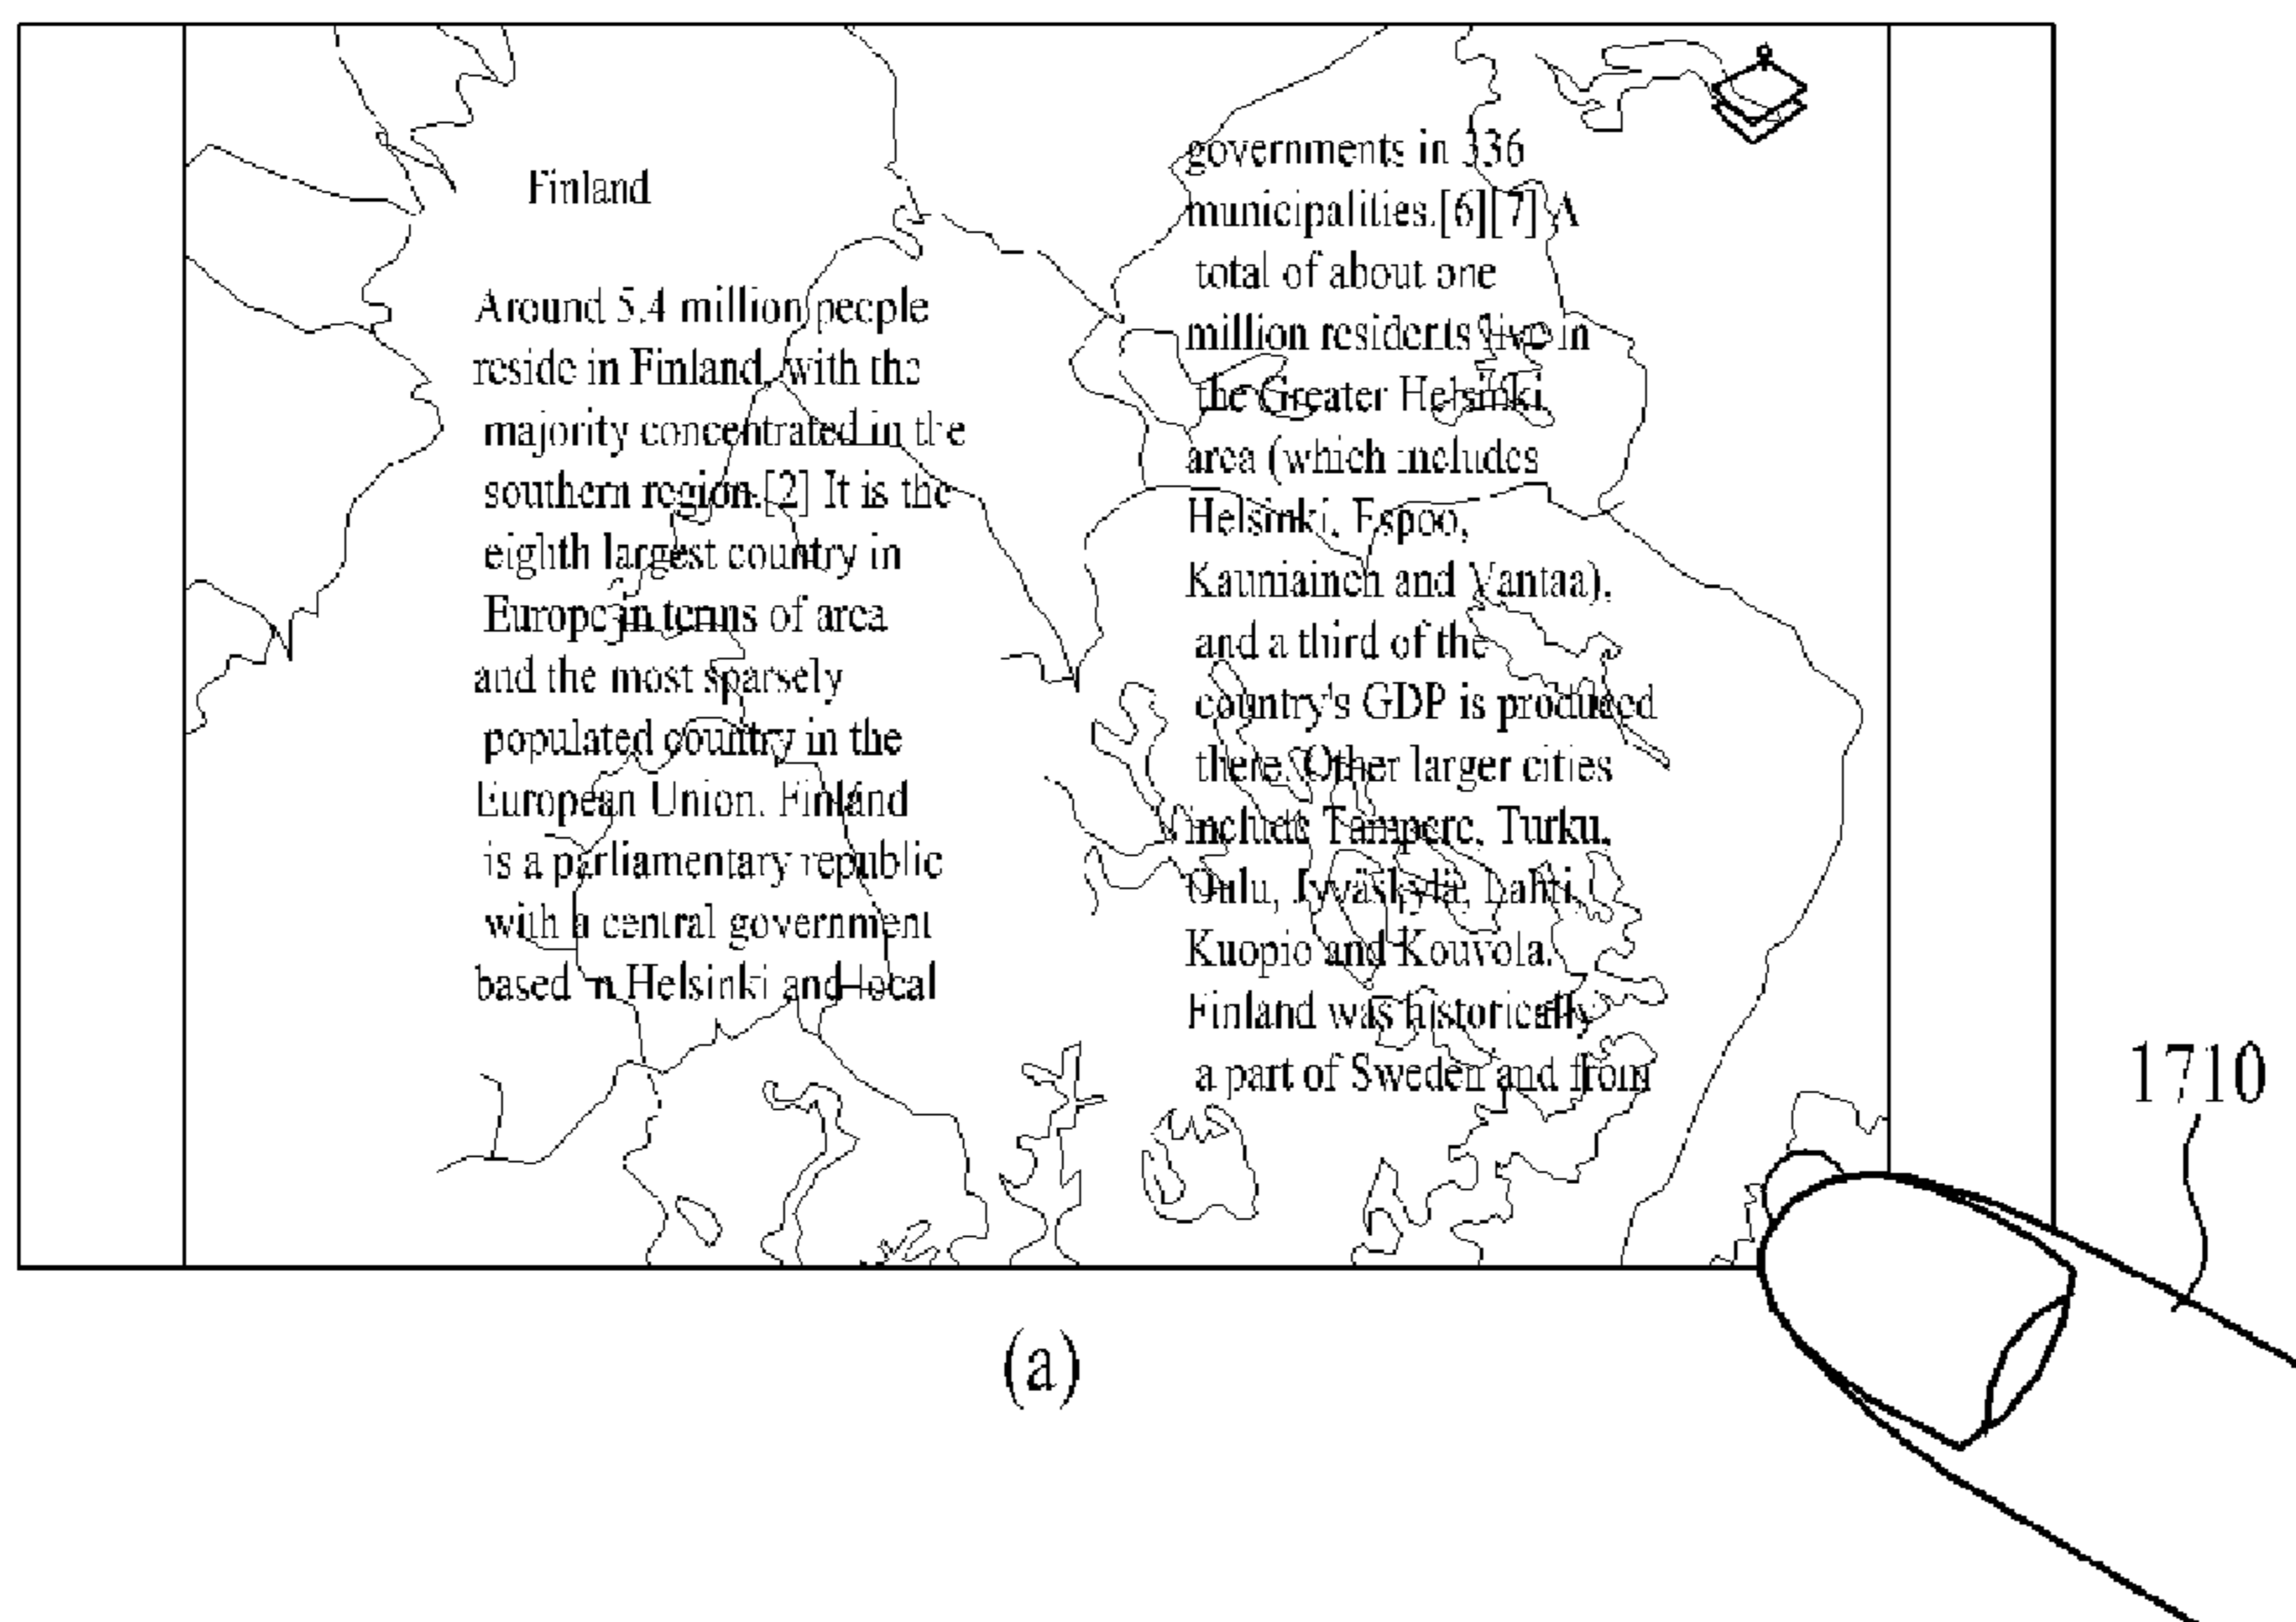 Finland
Around 5.4 million people
reside in Finland, with the
majority concentrated in the
southern region.[2] It is the
eighth largest country in
Europe in terms of area
and the most sparsely
populated country in the
European Union. Finland
is a parliamentary republic
with a central government
based in Helsinki and local
governments in 336
municipalities.[6][7] A
total of about one
million residents live in
the Greater Helsinki
area (which includes
Helsinki, Espoo,
Kauniainen and Vantaa),
and a third of the
country's GDP is produced
there. Other larger cities
include Tampere, Turku,
Oulu, Jyväskylä, Lahti,
Kuopio and Kouvola.
Finland was historically
a part of Sweden and from
1710
(a)